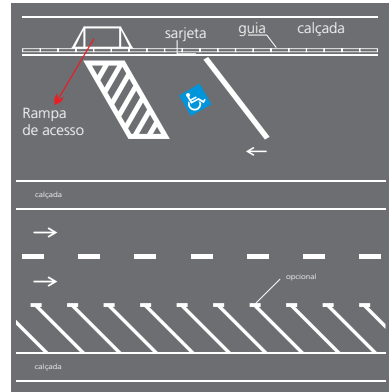 sarjeta
guia
calçada
Rampa
de acesso
calçada
opcional
calçada